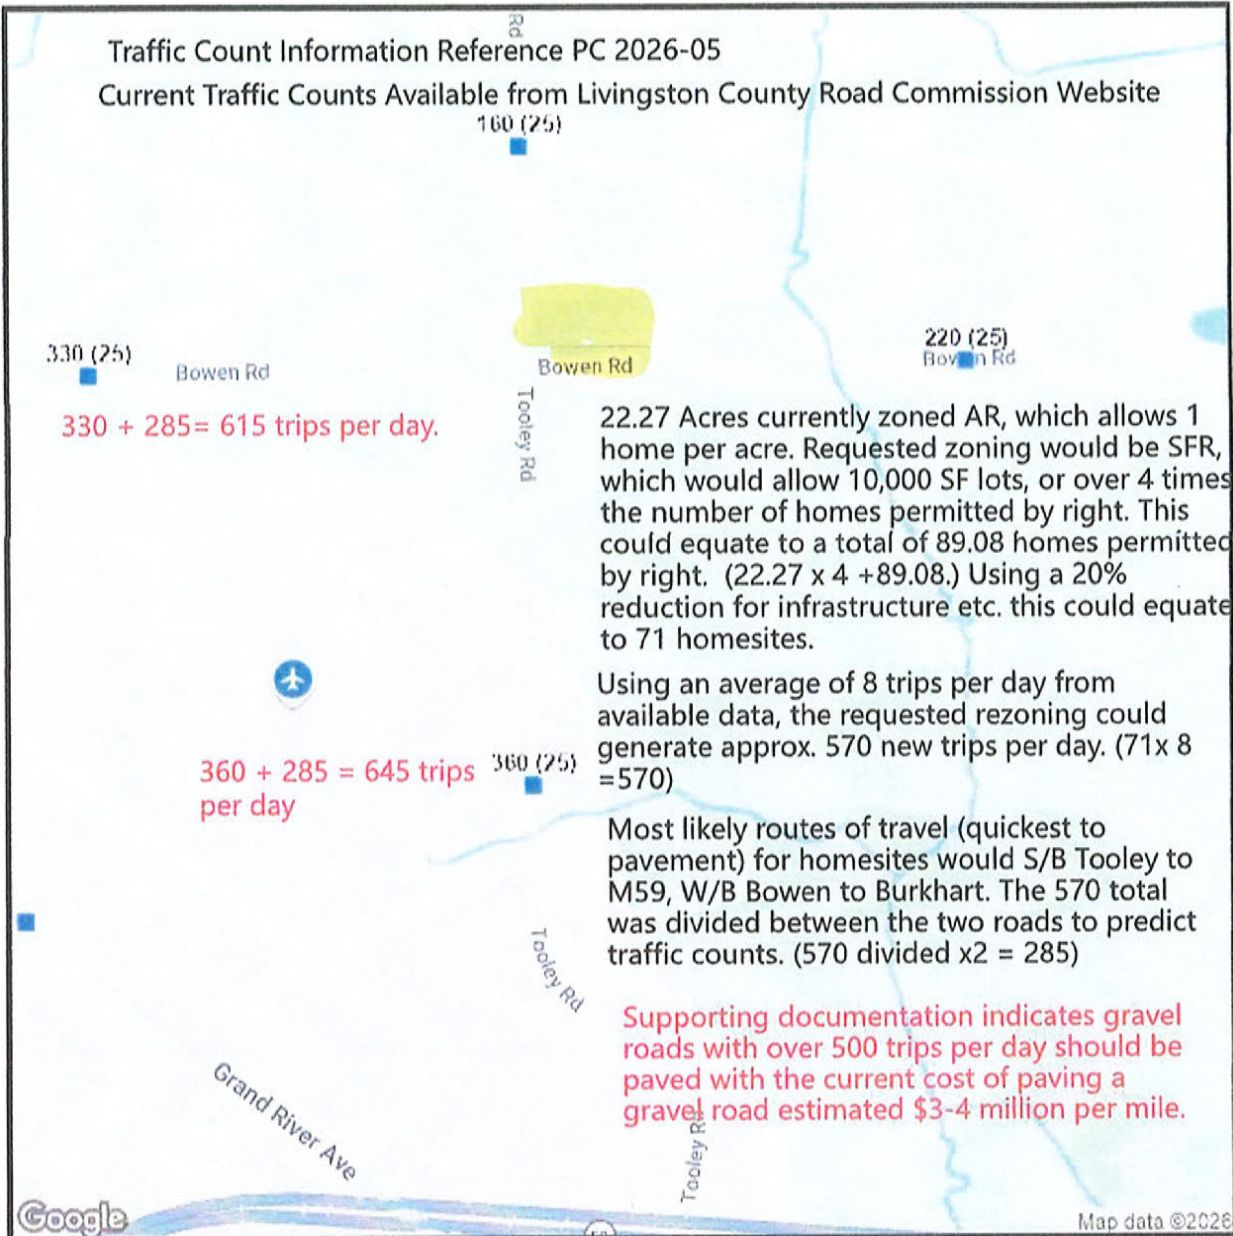 Rd
Traffic Count Information Reference PC 2026-05
Current Traffic Counts Available from Livingston County Road Commission Website
160 (25)
330 (25)
Bowen Rd
Bowen Rd
220 (25)
Bowen Rd
330 + 285= 615 trips per day.
Tooley Rd
22.27 Acres currently zoned AR, which allows 1
home per acre. Requested zoning would be SFR,
which would allow 10,000 SF lots, or over 4 times
the number of homes permitted by right. This
could equate to a total of 89.08 homes permitted
by right. (22.27 x 4 +89.08.) Using a 20%
reduction for infrastructure etc. this could equate
to 71 homesites.
Using an average of 8 trips per day from
available data, the requested rezoning could
generate approx. 570 new trips per day. (71x 8
=570)
360 + 285 = 645 trips
per day
360 (25)
Most likely routes of travel (quickest to
pavement) for homesites would S/B Tooley to
M59, W/B Bowen to Burkhart. The 570 total
was divided between the two roads to predict
traffic counts. (570 divided x2 = 285)
Tooley Rd
Supporting documentation indicates gravel
roads with over 500 trips per day should be
paved with the current cost of paving a
gravel road estimated $3-4 million per mile.
Grand River Ave
Tooley Rd
Google
Map data ©2026